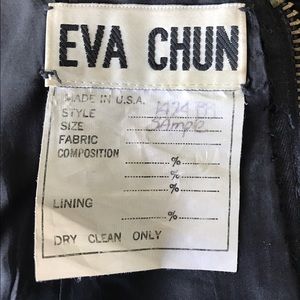 EVA CHUN
MADE IN U.S.A.
STYLE
SIZE Sample
FABRIC
COMPOSITION
%
%
%
LINING
%
DRY CLEAN ONLY